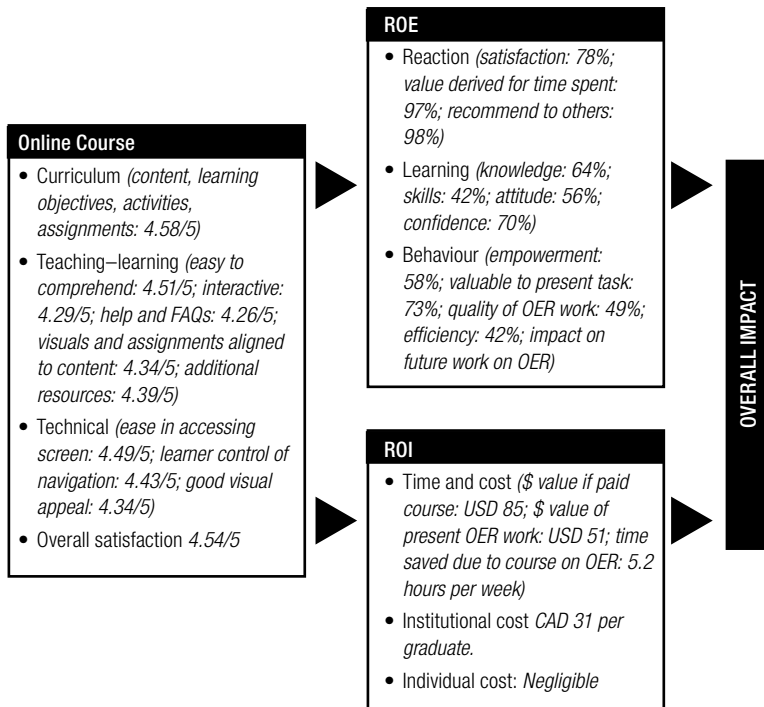 Online Course
• Curriculum (content, learning
objectives, activities,
assignments: 4.58/5)
• Teaching–learning (easy to
comprehend: 4.51/5; interactive:
4.29/5; help and FAQs: 4.26/5;
visuals and assignments aligned
to content: 4.34/5; additional
resources: 4.39/5)
• Technical (ease in accessing
screen: 4.49/5; learner control of
navigation: 4.43/5; good visual
appeal: 4.34/5)
• Overall satisfaction 4.54/5
ROE
• Reaction (satisfaction: 78%;
value derived for time spent:
97%; recommend to others:
98%)
• Learning (knowledge: 64%;
skills: 42%; attitude: 56%;
confidence: 70%)
• Behaviour (empowerment:
58%; valuable to present task:
73%; quality of OER work: 49%;
efficiency: 42%; impact on
future work on OER)
ROI
• Time and cost ($ value if paid
course: USD 85; $ value of
present OER work: USD 51; time
saved due to course on OER: 5.2
hours per week)
• Institutional cost CAD 31 per
graduate.
• Individual cost: Negligible
OVERALL IMPACT